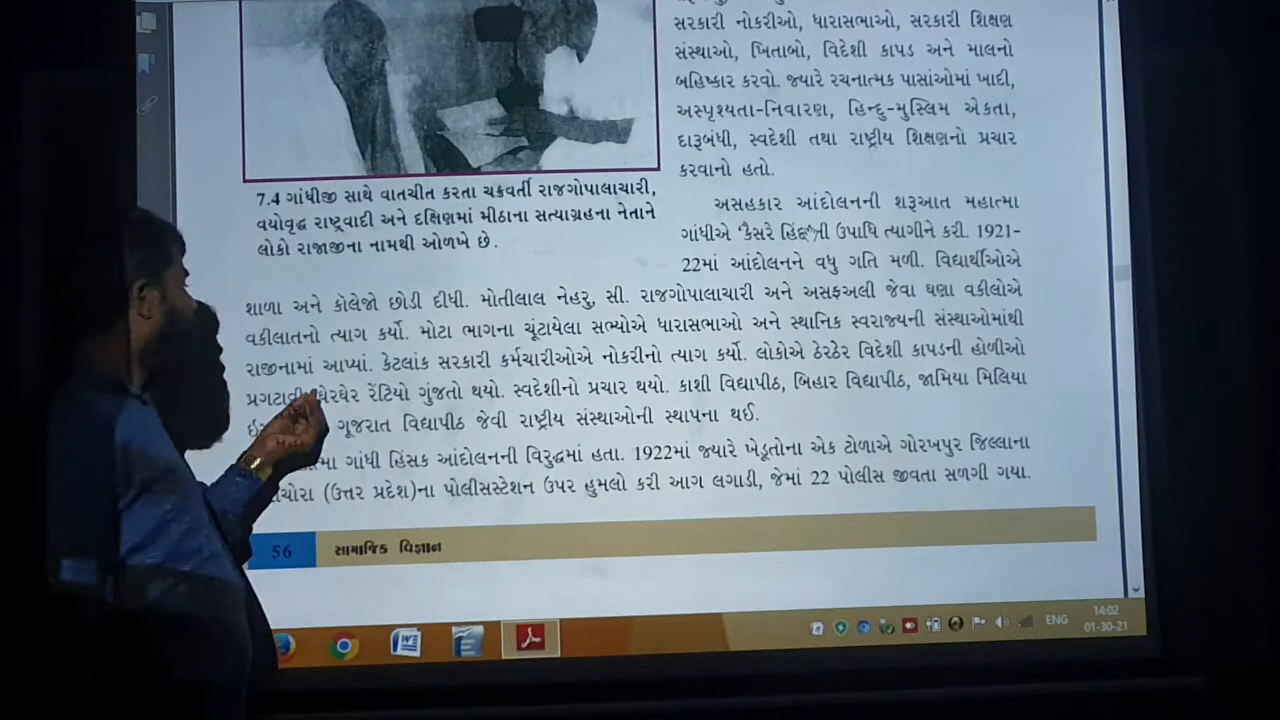 સરકારી નોકરીઓ, ધારાસભાઓ, સરકારી શિક્ષણ
સંસ્થાઓ, ખિતાબો, વિદેશી કાપડ અને માલનો
બહિષ્કાર કરવો. જ્યારે રચનાત્મક પાસાંઓમાં ખાદી,
અસ્પૃશ્યતા-નિવારણ, હિન્દુ-મુસ્લિમ એકતા,
દારૂબંધી, સ્વદેશી તથા રાષ્ટ્રીય શિક્ષણનો પ્રચાર
કરવાનો હતો.
7.4 ગાંધીજી સાથે વાતચીત કરતા ચક્રવર્તી રાજગોપાલાચારી,
વયોવૃદ્ધ રાષ્ટ્રવાદી અને દક્ષિણમાં મીઠાના સત્યાગ્રહના નેતાને
લોકો રાજાજીના નામથી ઓળખે છે.
અસહકાર આંદોલનની શરૂઆત મહાત્મા
ગાંધીએ ‘કૈસરે હિંદ’ની ઉપાધિ ત્યાગીને કરી. 1921-
22માં આંદોલનને વધુ ગતિ મળી. વિદ્યાર્થીઓએ
શાળા અને કૉલેજો છોડી દીધી. મોતીલાલ નેહરુ, સી. રાજગોપાલાચારી અને અસફઅલી જેવા ઘણા વકીલોએ
વકીલાતનો ત્યાગ કર્યો. મોટા ભાગના ચૂંટાયેલા સભ્યોએ ધારાસભાઓ અને સ્થાનિક સ્વરાજ્યની સંસ્થાઓમાંથી
રાજીનામાં આપ્યાં. કેટલાંક સરકારી કર્મચારીઓએ નોકરીનો ત્યાગ કર્યો. લોકોએ ઠેરઠેર વિદેશી કાપડની હોળીઓ
પ્રગટાવી ઘેરઘેર રેંટિયો ગુંજતો થયો. સ્વદેશીનો પ્રચાર થયો. કાશી વિદ્યાપીઠ, બિહાર વિદ્યાપીઠ, જામિયા મિલિયા
ગૂજરાત વિદ્યાપીઠ જેવી રાષ્ટ્રીય સંસ્થાઓની સ્થાપના થઈ.
ગાંધી હિંસક આંદોલનની વિરુદ્ધમાં હતા. 1922માં જ્યારે ખેડૂતોના એક ટોળાએ ગોરખપુર જિલ્લાના
(ઉત્તર પ્રદેશ)ના પોલીસસ્ટેશન ઉપર હુમલો કરી આગ લગાડી, જેમાં 22 પોલીસ જીવતા સળગી ગયા.
56 સામાજિક વિજ્ઞાન
ENG
14:02
01-30-21